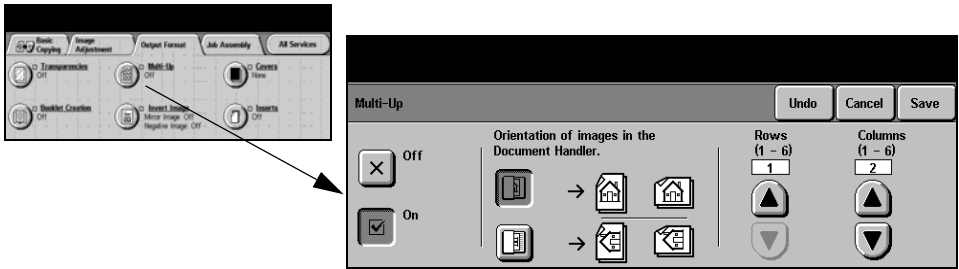 Basic Copying
Image Adjustment
Output Format
Job Assembly
All Services
Transparencies
Off
Multi-Up
Off
Covers
None
Booklet Creation
Off
Invert Image
Mirror Image: Off
Negative Image: Off
Inserts
Off
Multi-Up
Undo
Cancel
Save
Off
On
Orientation of images in the
Document Handler.
Rows
(1 - 6)
1
Columns
(1 - 6)
2